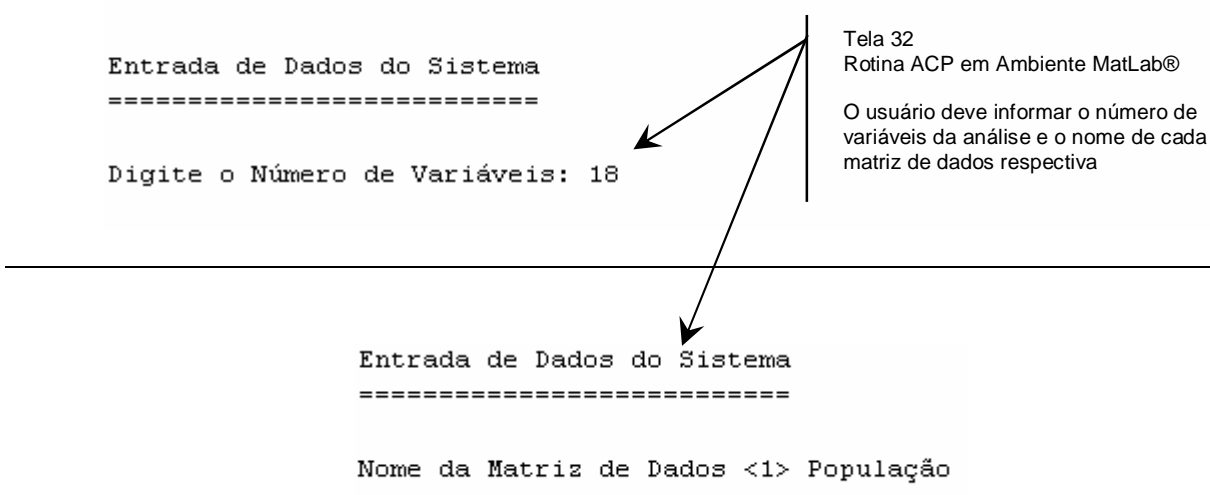 Entrada de Dados do Sistema
===========================
Digite o Número de Variáveis: 18
Tela 32
Rotina ACP em Ambiente MatLab®
O usuário deve informar o número de
variáveis da análise e o nome de cada
matriz de dados respectiva
Entrada de Dados do Sistema
===========================
Nome da Matriz de Dados <1> População